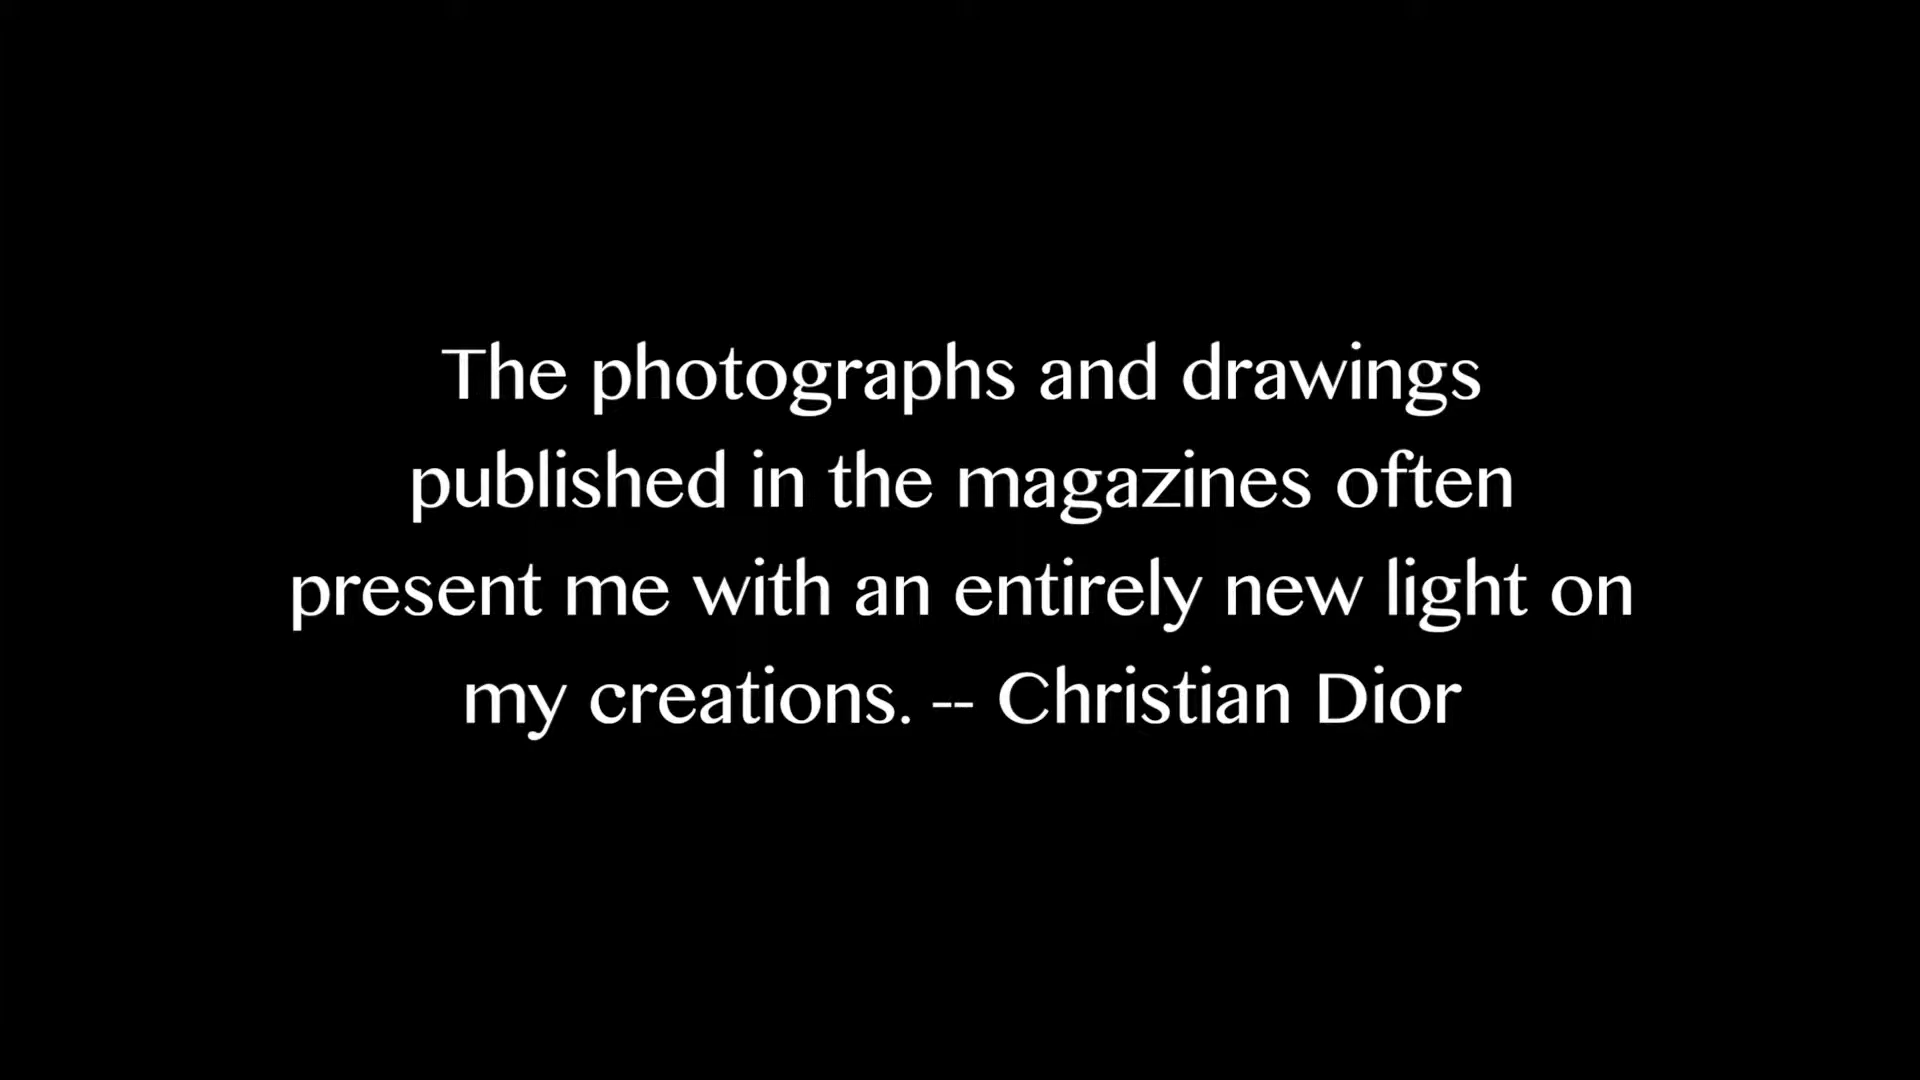 The photographs and drawings
published in the magazines often
present me with an entirely new light on
my creations. -- Christian Dior